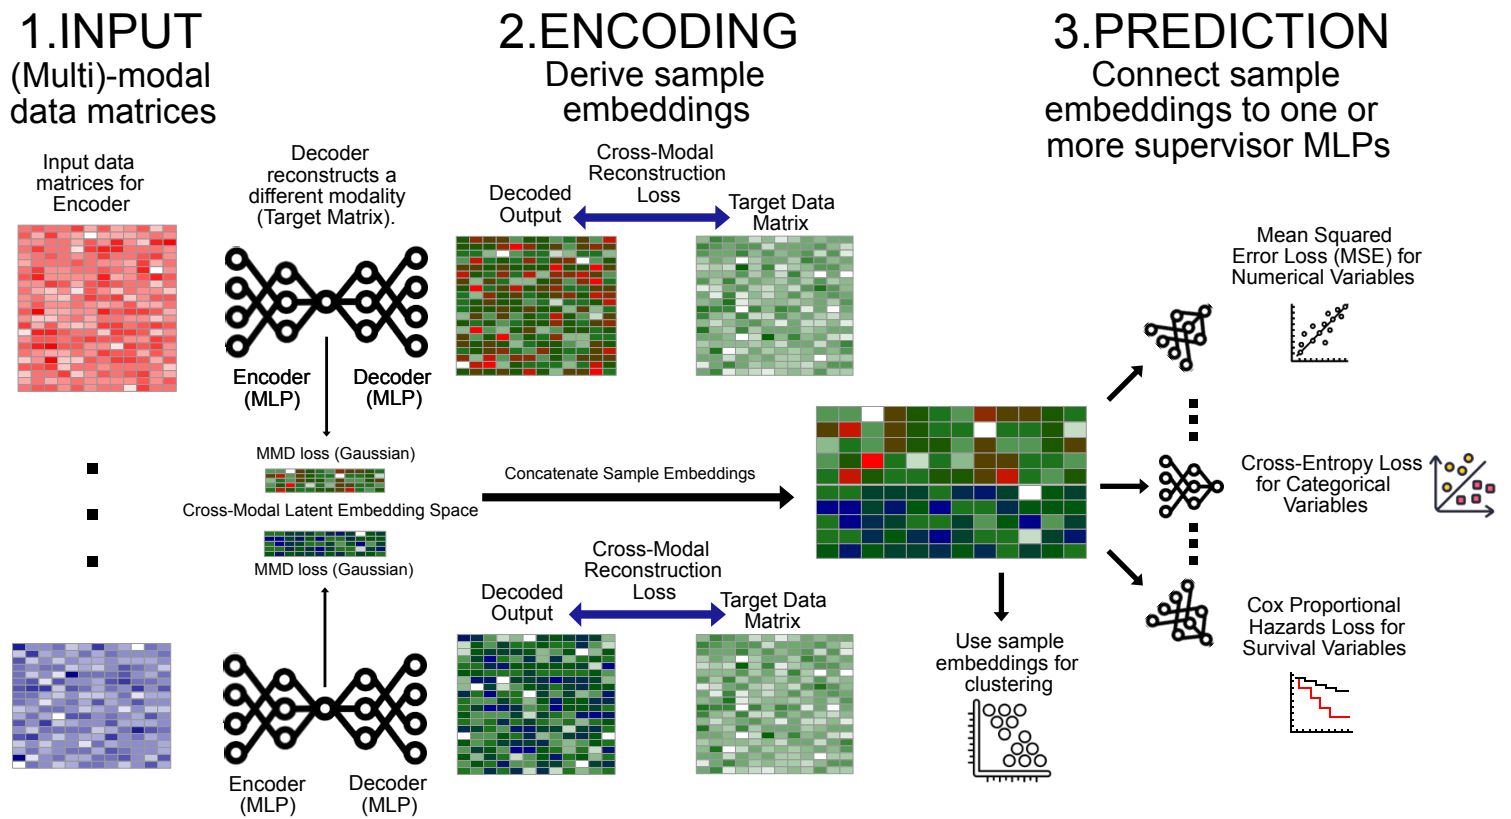 1.INPUT
(Multi)-modal
data matrices
Input data
matrices for
Encoder
Decoder
reconstructs a
different modality
(Target Matrix).
Encoder
(MLP)
Decoder
(MLP)
MMD loss (Gaussian)
Cross-Modal Latent Embedding Space
MMD loss (Gaussian)
Encoder
(MLP)
Decoder
(MLP)
2.ENCODING
Derive sample
embeddings
Cross-Modal
Reconstruction
Loss
Decoded
Output
Target Data
Matrix
Concatenate Sample Embeddings
Cross-Modal
Reconstruction
Loss
Decoded
Output
Target Data
Matrix
3.PREDICTION
Connect sample
embeddings to one or
more supervisor MLPs
Mean Squared
Error Loss (MSE) for
Numerical Variables
Cross-Entropy Loss
for Categorical
Variables
Cox Proportional
Hazards Loss for
Survival Variables
Use sample
embeddings for
clustering